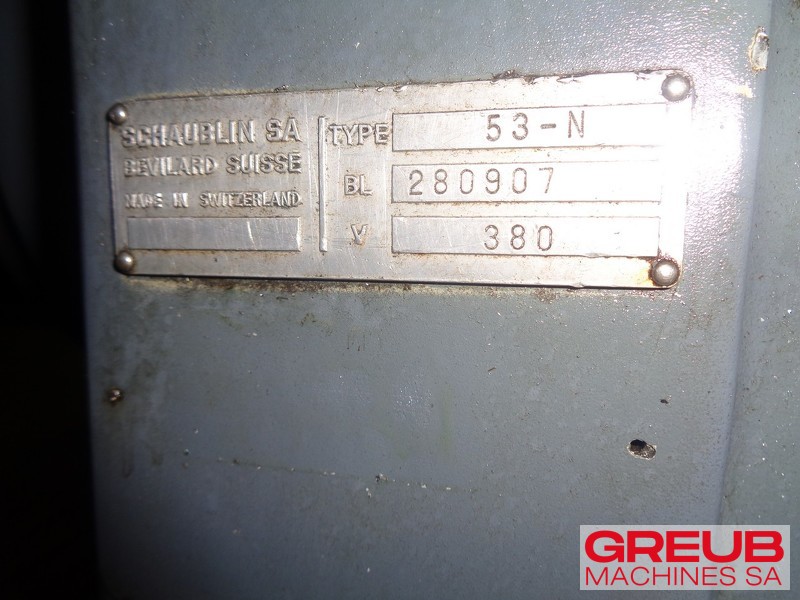 SCHAUBLIN SA
BEVILARD SUISSE
MADE IN SWITZERLAND
TYPE 53-N
BL 280907
V 380
GREUB
MACHINES SA